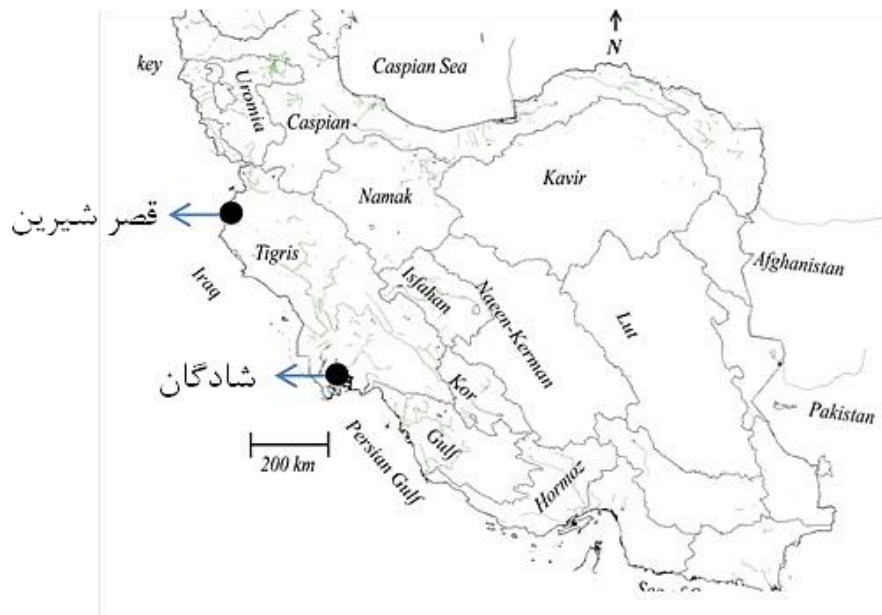 N
key
Caspian Sea
Uromia
Caspian
Namak
Kavir
قصر شیرین
Tigris
Iraq
Isfahan
Naeen-Kerman
Lut
Afghanistan
شادگان
Kor
Pakistan
200 km
Persian Gulf
Gulf
Hormoz